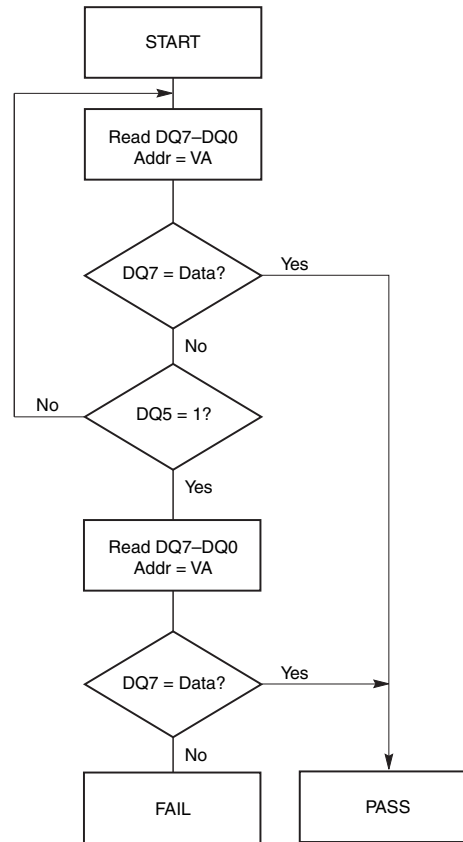 START
Read DQ7–DQ0
Addr = VA
DQ7 = Data?
Yes
No
No
DQ5 = 1?
Yes
Read DQ7–DQ0
Addr = VA
DQ7 = Data?
Yes
No
FAIL
PASS